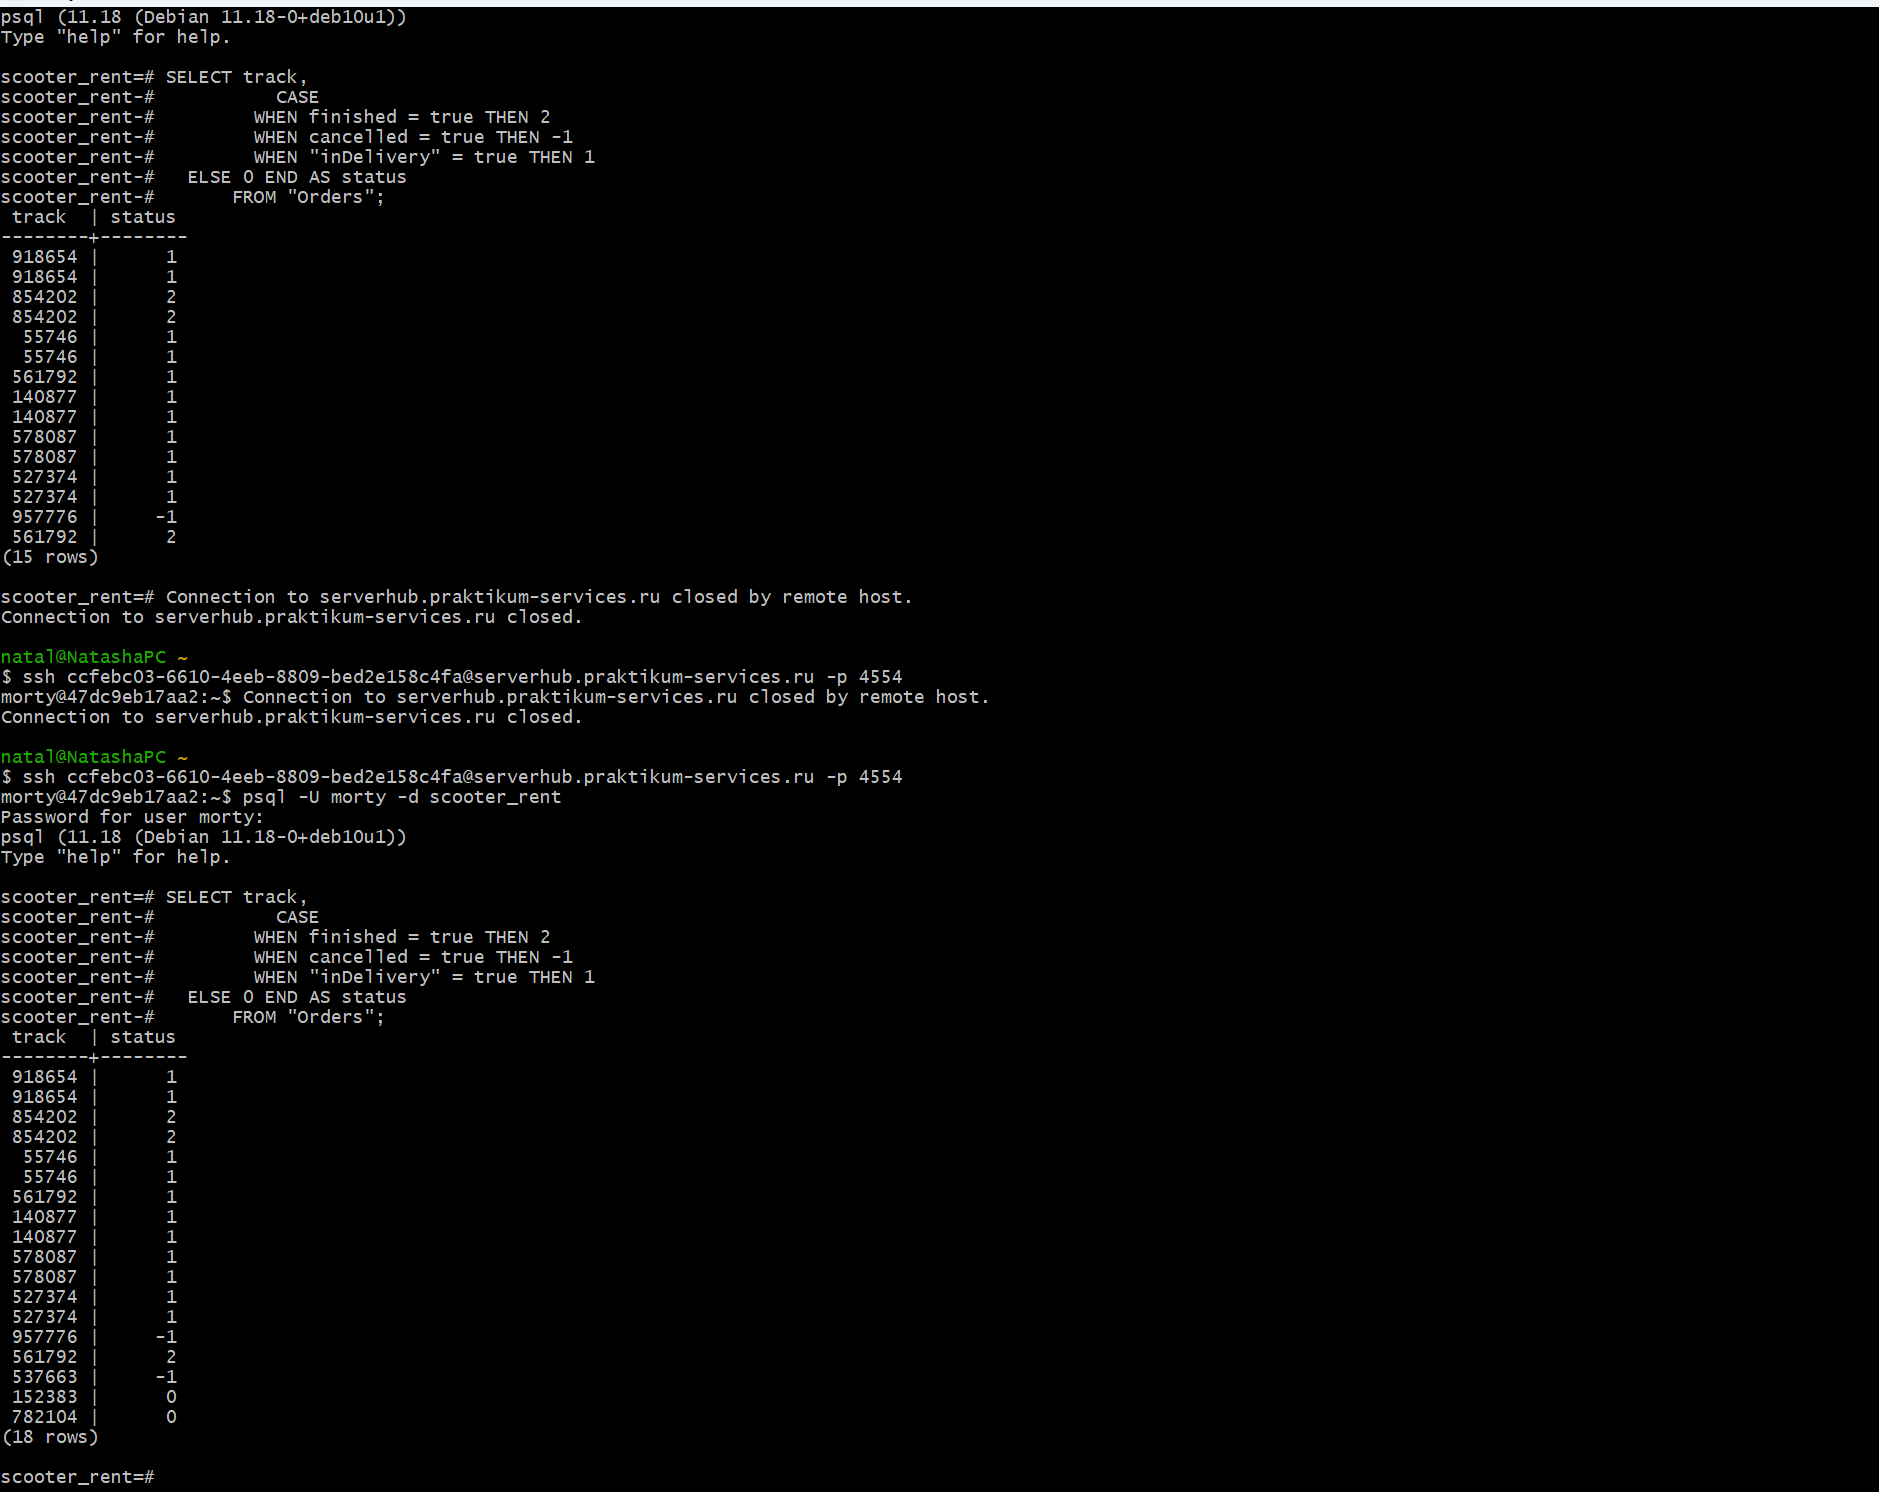 psql (11.18 (Debian 11.18-0+deb10u1))
Type "help" for help.
scooter_rent=# SELECT track,
scooter_rent-#           CASE
scooter_rent-#         WHEN finished = true THEN 2
scooter_rent-#         WHEN cancelled = true THEN -1
scooter_rent-#         WHEN "inDelivery" = true THEN 1
scooter_rent-#   ELSE 0 END AS status
scooter_rent-#       FROM "Orders";
 track  | status
--------+--------
 918654 |      1
 918654 |      1
 854202 |      2
 854202 |      2
  55746 |      1
  55746 |      1
 561792 |      1
 140877 |      1
 140877 |      1
 578087 |      1
 578087 |      1
 527374 |      1
 527374 |      1
 957776 |     -1
 561792 |      2
(15 rows)
scooter_rent=# Connection to serverhub.praktikum-services.ru closed by remote host.
Connection to serverhub.praktikum-services.ru closed.
natal@NatashaPC ~
$ ssh ccfebc03-6610-4eeb-8809-bed2e158c4fa@serverhub.praktikum-services.ru -p 4554
morty@47dc9eb17aa2:~$ Connection to serverhub.praktikum-services.ru closed by remote host.
Connection to serverhub.praktikum-services.ru closed.
natal@NatashaPC ~
$ ssh ccfebc03-6610-4eeb-8809-bed2e158c4fa@serverhub.praktikum-services.ru -p 4554
morty@47dc9eb17aa2:~$ psql -U morty -d scooter_rent
Password for user morty:
psql (11.18 (Debian 11.18-0+deb10u1))
Type "help" for help.
scooter_rent=# SELECT track,
scooter_rent-#           CASE
scooter_rent-#         WHEN finished = true THEN 2
scooter_rent-#         WHEN cancelled = true THEN -1
scooter_rent-#         WHEN "inDelivery" = true THEN 1
scooter_rent-#   ELSE 0 END AS status
scooter_rent-#       FROM "Orders";
 track  | status
--------+--------
 918654 |      1
 918654 |      1
 854202 |      2
 854202 |      2
  55746 |      1
  55746 |      1
 561792 |      1
 140877 |      1
 140877 |      1
 578087 |      1
 578087 |      1
 527374 |      1
 527374 |      1
 957776 |     -1
 561792 |      2
 537663 |     -1
 152383 |      0
 782104 |      0
(18 rows)
scooter_rent=#